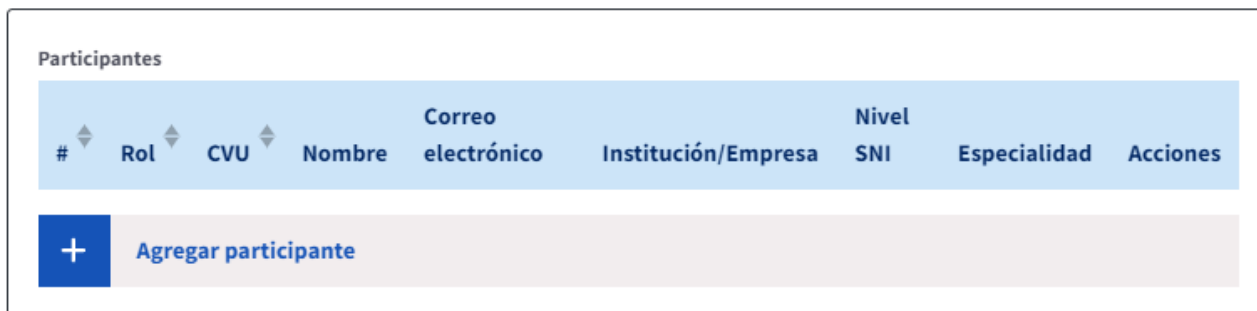 Participantes
Correo Nivel
# Rol CVU Nombre electrónico Institución/Empresa SNI Especialidad Acciones
+ Agregar participante